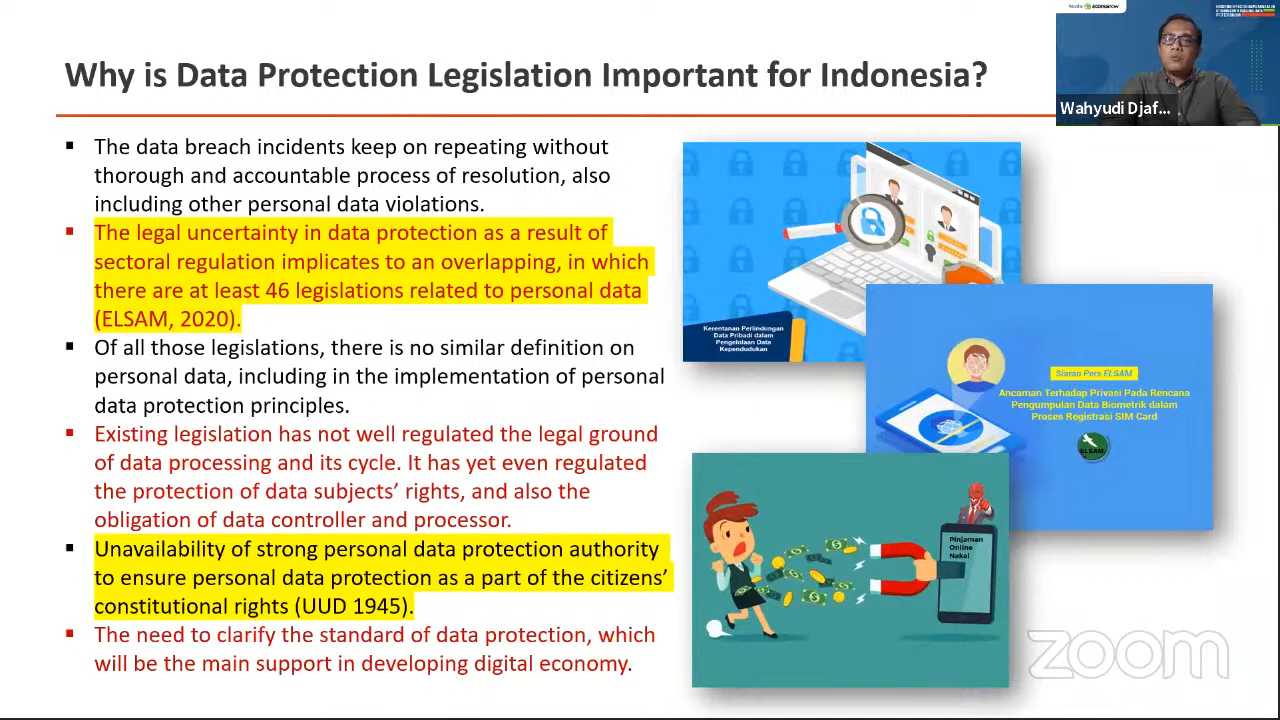 Why is Data Protection Legislation Important for Indonesia?
Wahyudi Djaf...
▪ The data breach incidents keep on repeating without
thorough and accountable process of resolution, also
including other personal data violations.
▪ The legal uncertainty in data protection as a result of
sectoral regulation implicates to an overlapping, in which
there are at least 46 legislations related to personal data
(ELSAM, 2020).
▪ Of all those legislations, there is no similar definition on
personal data, including in the implementation of personal
data protection principles.
▪ Existing legislation has not well regulated the legal ground
of data processing and its cycle. It has yet even regulated
the protection of data subjects’ rights, and also the
obligation of data controller and processor.
▪ Unavailability of strong personal data protection authority
to ensure personal data protection as a part of the citizens’
constitutional rights (UUD 1945).
▪ The need to clarify the standard of data protection, which
will be the main support in developing digital economy.
Kerentanan Perlindungan
Data Pribadi dalam
Pengelolaan Data
Kependudukan
Siaran Pers ELSAM
Ancaman Terhadap Privasi Pada Rencana
Pengumpulan Data Biometrik dalam
Proses Registrasi SIM Card
ELSAM
Pinjaman
Online
Nakal
zoom